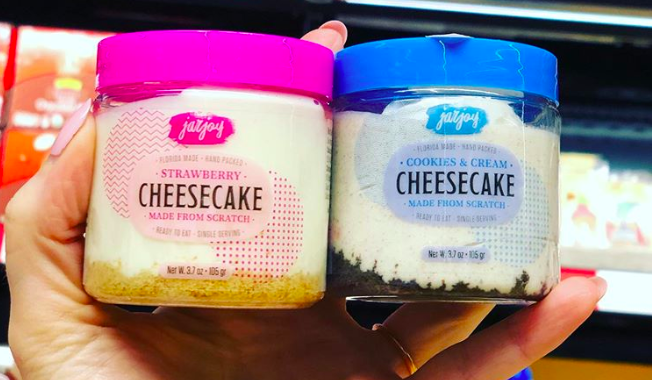 jarjoy
FLORIDA MADE • HAND PACKED
• STRAWBERRY •
CHEESECAKE
• MADE FROM SCRATCH •
READY TO EAT • SINGLE SERVING
Net W. 3.7 oz • 105 gr
jarjoy
FLORIDA MADE • HAND PACKED
• COOKIES & CREAM •
CHEESECAKE
• MADE FROM SCRATCH •
READY TO EAT • SINGLE SERVING
Net W. 3.7 oz • 105 gr